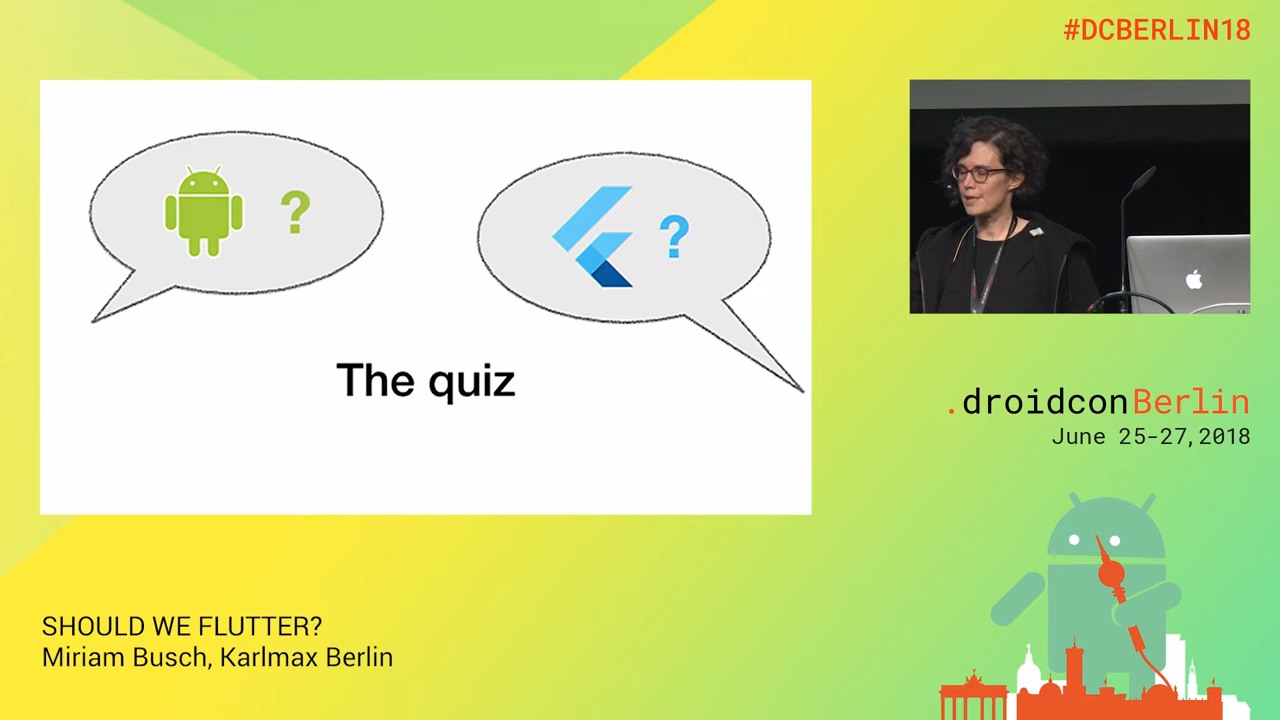 #DCBERLIN18
?
?
The quiz
.droidconBerlin
June 25-27, 2018
SHOULD WE FLUTTER?
Miriam Busch, Karlmax Berlin